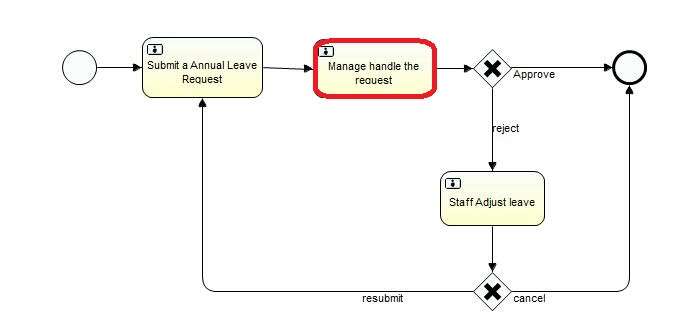 Submit a Annual Leave
Request
Manage handle the
request
Approve
reject
Staff Adjust leave
resubmit
cancel